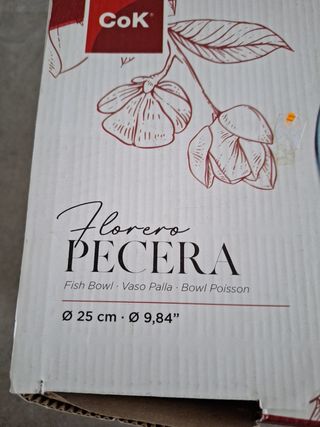 CoK®
Florero
PECERA
Fish Bowl · Vaso Palla · Bowl Poisson
Ø 25 cm · Ø 9,84"